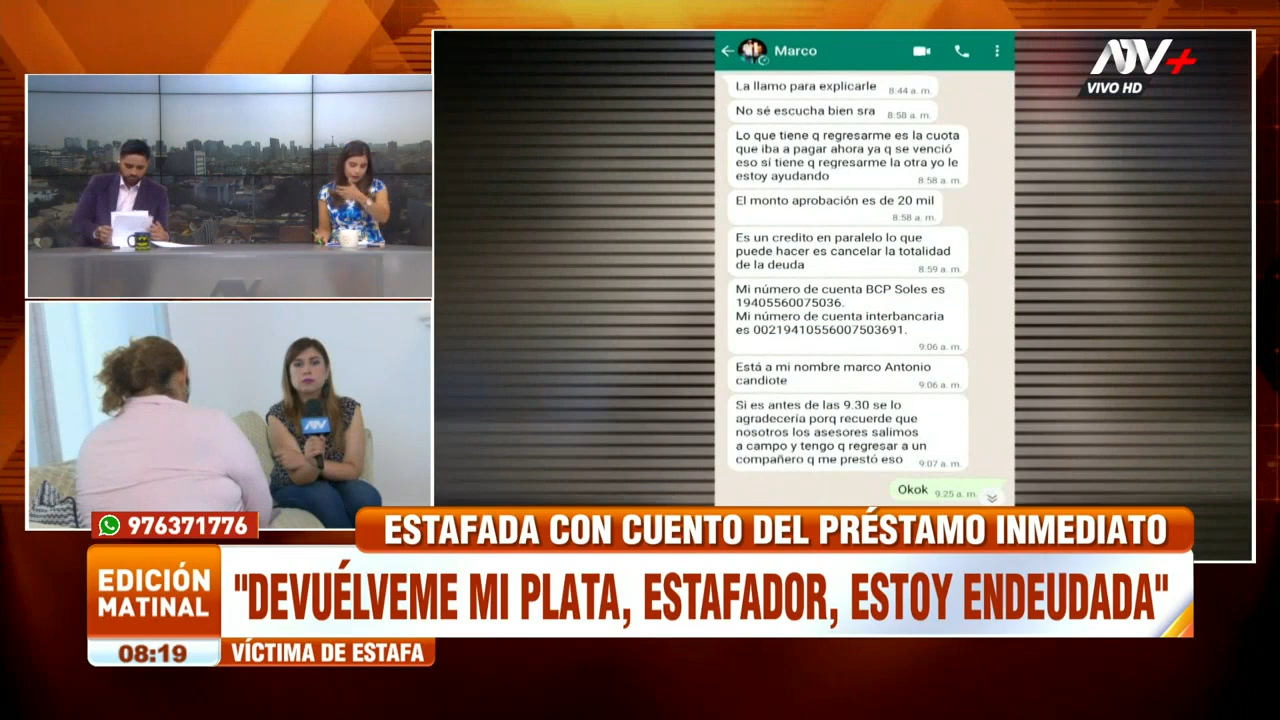 Marco
La llamo para explicarle 8:44 a. m.
No sé escucha bien sra 8:58 a. m.
Lo que tiene q regresarme es la cuota
que iba a pagar ahora ya q se venció
eso sí tiene q regresarme la otra yo le
estoy ayudando 8:58 a. m.
El monto aprobación es de 20 mil
8:58 a. m.
Es un credito en paralelo lo que
puede hacer es cancelar la totalidad
de la deuda 8:59 a. m.
Mi número de cuenta BCP Soles es
19405560075036.
Mi número de cuenta interbancaria
es 00219410556007503691.
9:06 a. m.
Está a mi nombre marco Antonio
candiote 9:06 a. m.
Si es antes de las 9.30 se lo
agradecería porq recuerde que
nosotros los asesores salimos
a campo y tengo q regresar a un
compañero q me prestó eso 9:07 a. m.
Okok 9:25 a. m.
ATV+
VIVO HD
ATV
976371776
ESTAFADA CON CUENTO DEL PRÉSTAMO INMEDIATO
EDICIÓN
MATINAL
"DEVUÉLVEME MI PLATA, ESTAFADOR, ESTOY ENDEUDADA"
08:19
VÍCTIMA DE ESTAFA